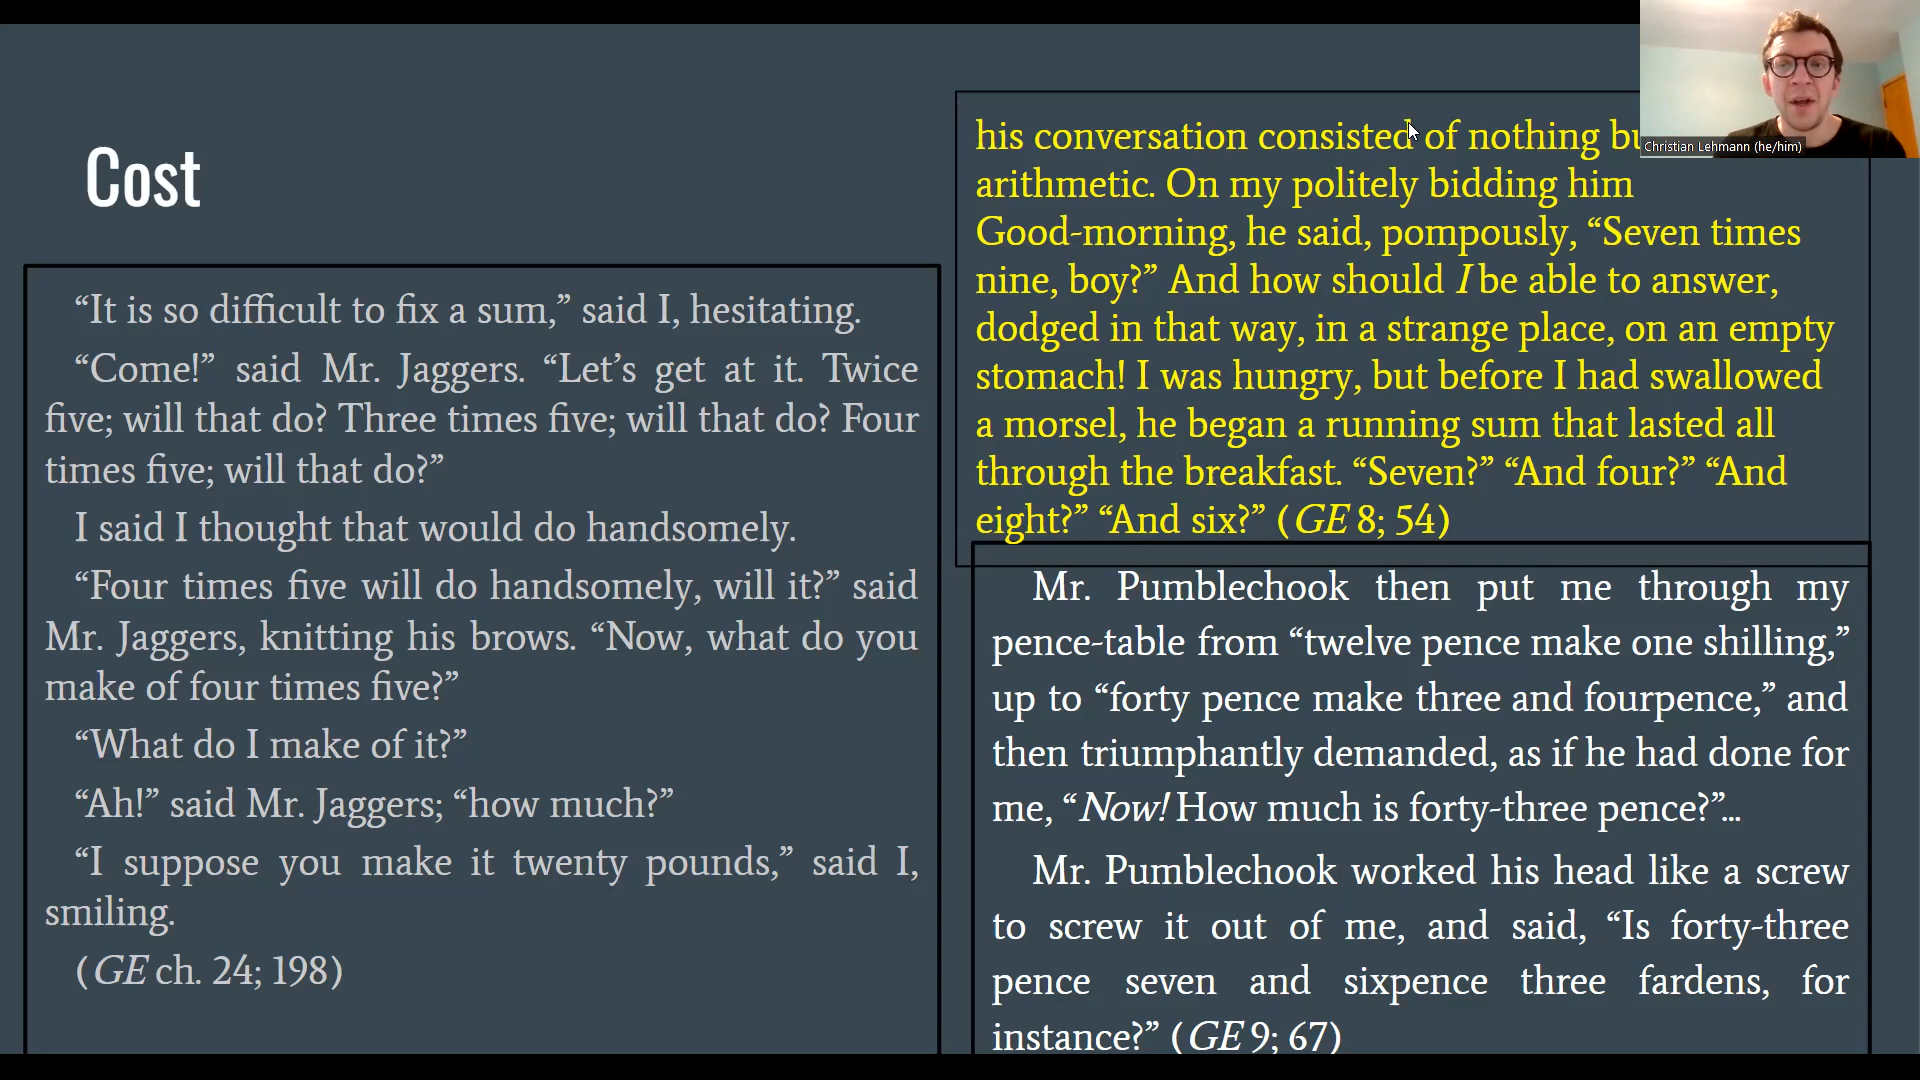 Cost
“It is so difficult to fix a sum,” said I, hesitating.
“Come!” said Mr. Jaggers. “Let’s get at it. Twice
five; will that do? Three times five; will that do? Four
times five; will that do?”
I said I thought that would do handsomely.
“Four times five will do handsomely, will it?” said
Mr. Jaggers, knitting his brows. “Now, what do you
make of four times five?”
“What do I make of it?”
“Ah!” said Mr. Jaggers; “how much?”
“I suppose you make it twenty pounds,” said I,
smiling.
(GE ch. 24; 198)
his conversation consisted of nothing
arithmetic. On my politely bidding him
Good-morning, he said, pompously, “Seven times
nine, boy?” And how should I be able to answer,
dodged in that way, in a strange place, on an empty
stomach! I was hungry, but before I had swallowed
a morsel, he began a running sum that lasted all
through the breakfast. “Seven?” “And four?” “And
eight?” “And six?” (GE 8; 54)
Mr. Pumblechook then put me through my
pence-table from “twelve pence make one shilling,”
up to “forty pence make three and fourpence,” and
then triumphantly demanded, as if he had done for
me, “Now! How much is forty-three pence?”...
Mr. Pumblechook worked his head like a screw
to screw it out of me, and said, “Is forty-three
pence seven and sixpence three fardens, for
instance?” (GE 9; 67)
Christian Lehmann (he/him)